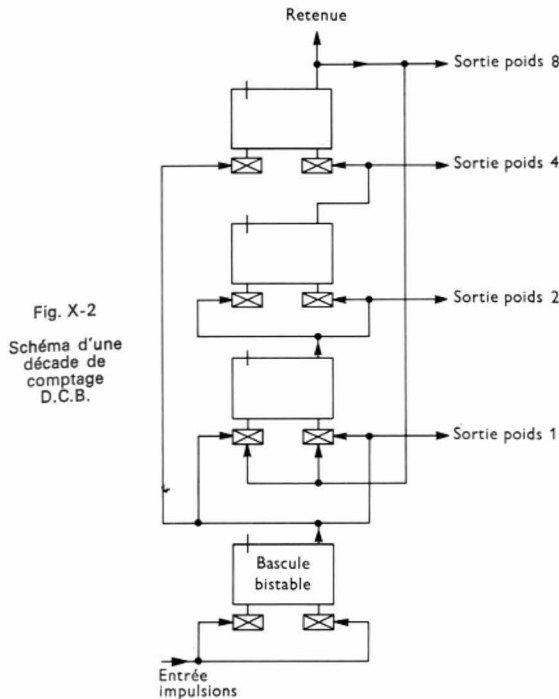 Retenue
Sortie poids 8
Sortie poids 4
Sortie poids 2
Fig. X-2
Schéma d'une
décade de
comptage
D.C.B.
Sortie poids 1
Bascule
bistable
Entrée
impulsions